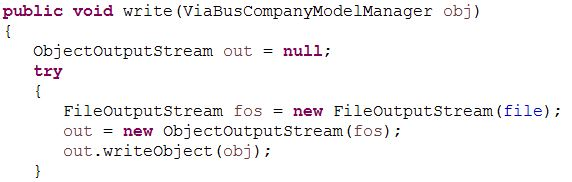 public void write(ViaBusCompanyModelManager obj)
{
ObjectOutputStream out = null;
try
{
FileOutputStream fos = new FileOutputStream(file);
out = new ObjectOutputStream(fos);
out.writeObject(obj);
}